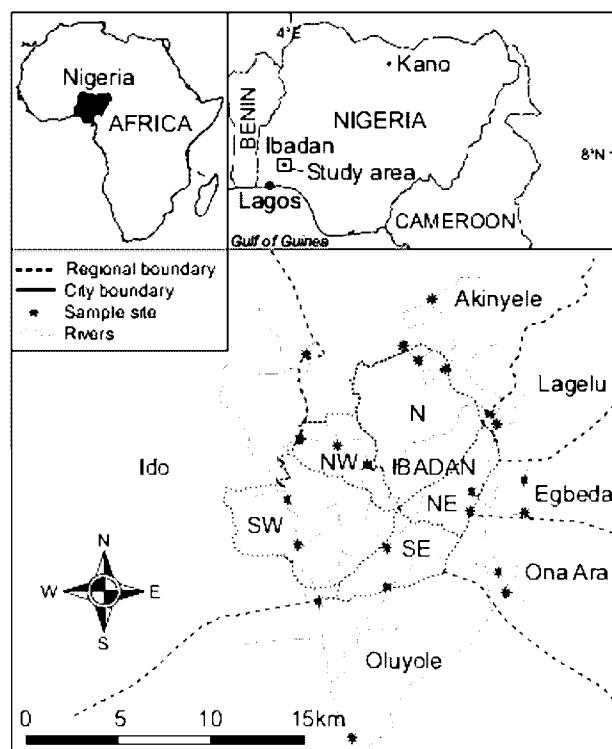 Nigeria
AFRICA
4°E
Kano
BENIN
NIGERIA
Ibadan
8°N
Study area
Lagos
CAMEROON
Gulf of Guinea
Regional boundary
City boundary
Sample site
Rivers
Akinyele
Lagelu
N
Ido
NW
IBADAN
NE
Egbeda
SW
SE
N
W
E
S
Ona Ara
Oluyole
0 5 10 15km